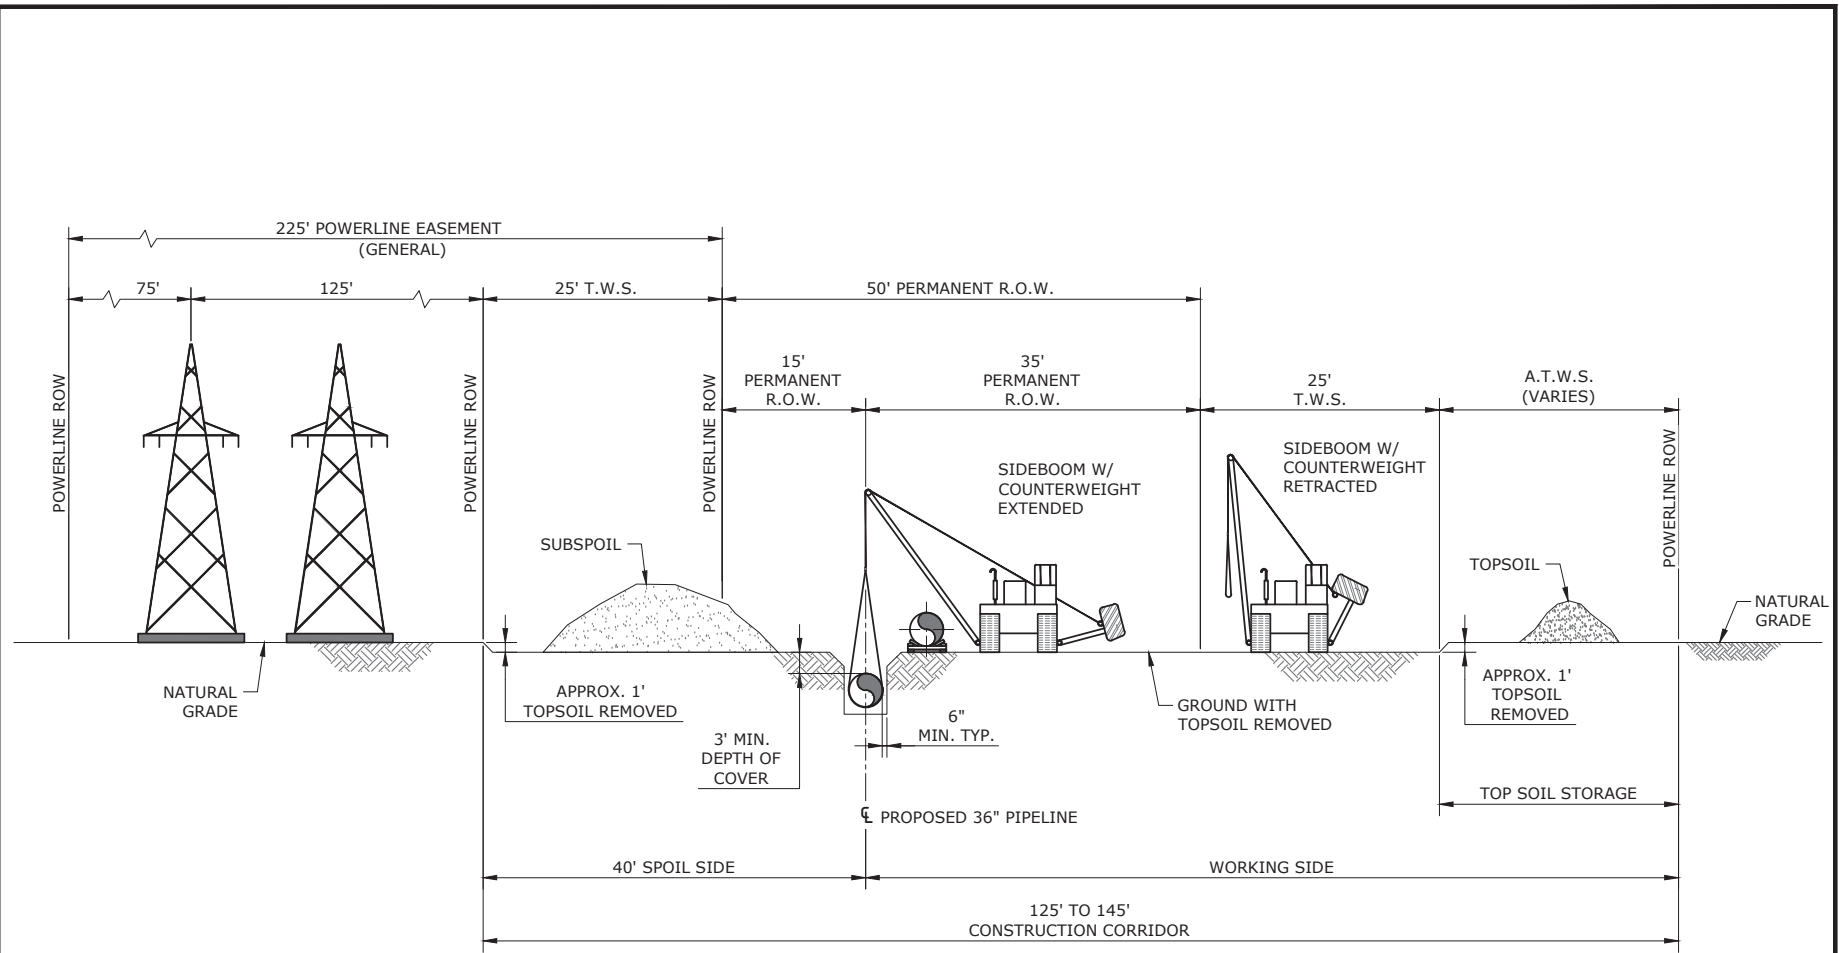 225' POWERLINE EASEMENT
(GENERAL)
75'
125'
25' T.W.S.
50' PERMANENT R.O.W.
15'
PERMANENT
R.O.W.
35'
PERMANENT
R.O.W.
25'
T.W.S.
A.T.W.S.
(VARIES)
POWERLINE ROW
POWERLINE ROW
POWERLINE ROW
POWERLINE ROW
SIDEBOOM W/
COUNTERWEIGHT
EXTENDED
SIDEBOOM W/
COUNTERWEIGHT
RETRACTED
SUBSPOIL
TOPSOIL
NATURAL
GRADE
NATURAL
GRADE
APPROX. 1'
TOPSOIL REMOVED
3' MIN.
DEPTH OF
COVER
6"
MIN. TYP.
GROUND WITH
TOPSOIL REMOVED
APPROX. 1'
TOPSOIL
REMOVED
TOP SOIL STORAGE
℄ PROPOSED 36" PIPELINE
40' SPOIL SIDE
WORKING SIDE
125' TO 145'
CONSTRUCTION CORRIDOR